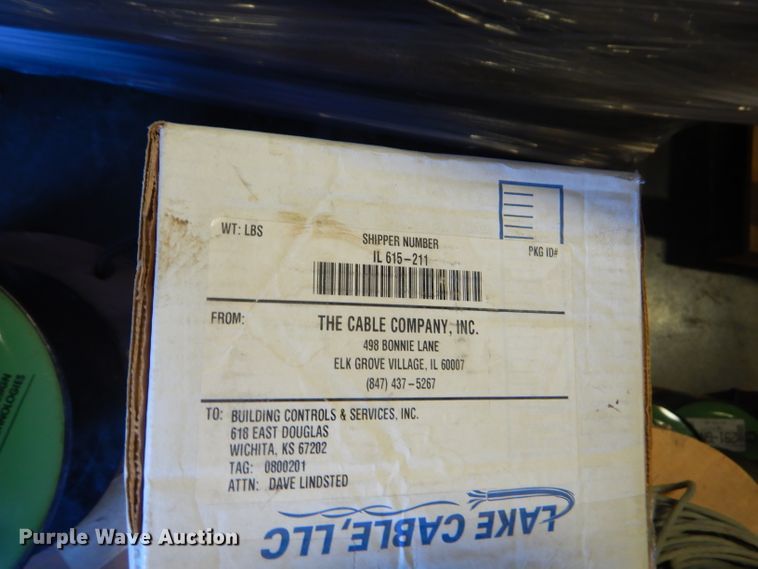 WT: LBS
SHIPPER NUMBER
IL 615-211
PKG ID#
FROM:
THE CABLE COMPANY, INC.
498 BONNIE LANE
ELK GROVE VILLAGE, IL 60007
(847) 437-5267
TO: BUILDING CONTROLS & SERVICES, INC.
618 EAST DOUGLAS
WICHITA, KS 67202
TAG: 0800201
ATTN: DAVE LINDSTED
LAKE CABLE, LLC
Purple Wave Auction